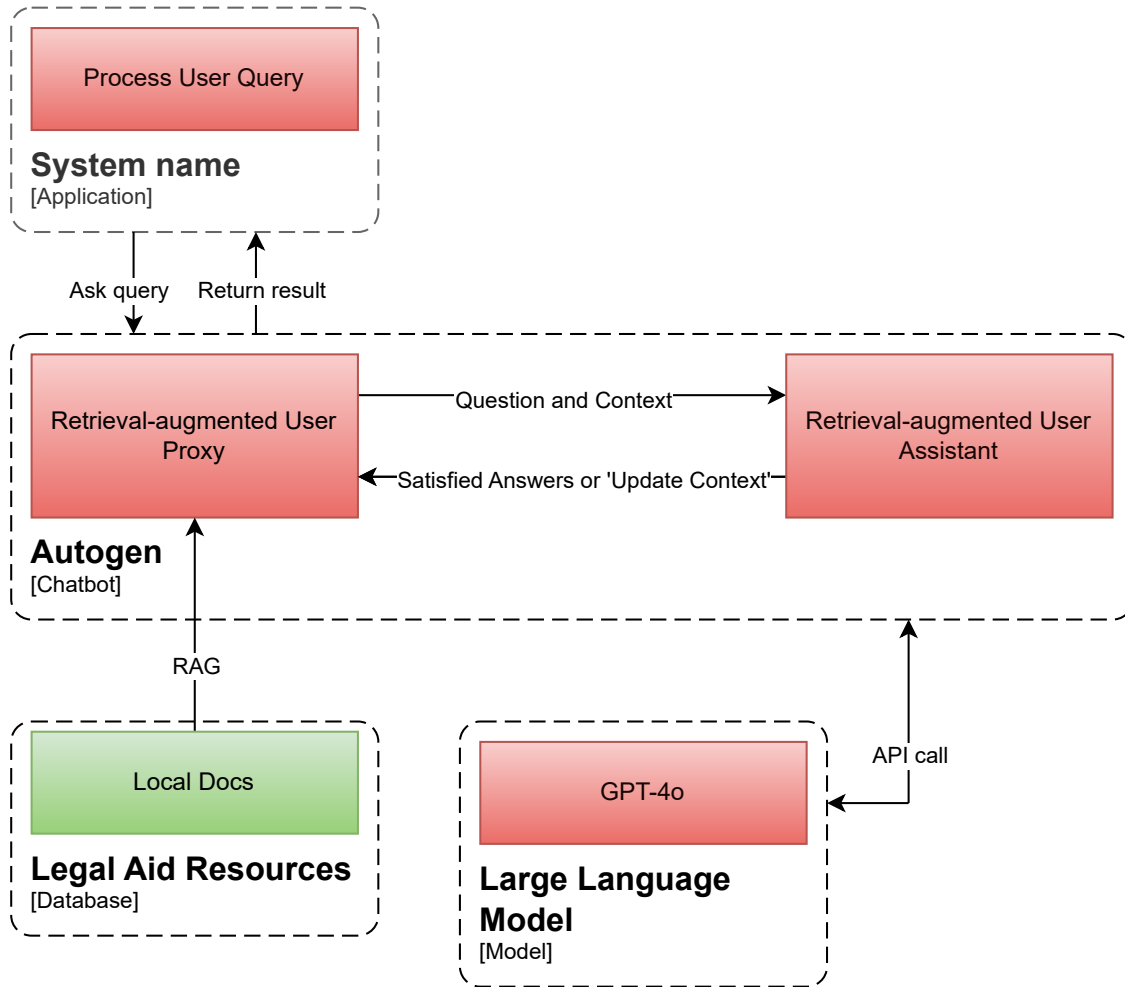 Process User Query
System name
[Application]
Ask query
Return result
Retrieval-augmented User
Proxy
Question and Context
Satisfied Answers or 'Update Context'
Retrieval-augmented User
Assistant
Autogen
[Chatbot]
RAG
API call
Local Docs
Legal Aid Resources
[Database]
GPT-4o
Large Language
Model
[Model]